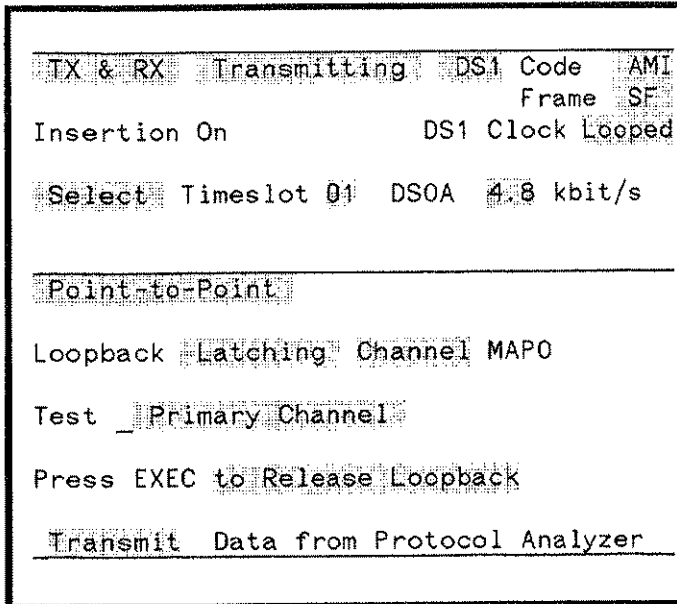 TX & RX Transmitting DS1 Code AMI
Frame SF
Insertion On DS1 Clock Looped
Select Timeslot 01 DS0A 4.8 kbit/s
Point-to-Point
Loopback Latching Channel MAP0
Test _ Primary Channel
Press EXEC to Release Loopback
Transmit Data from Protocol Analyzer